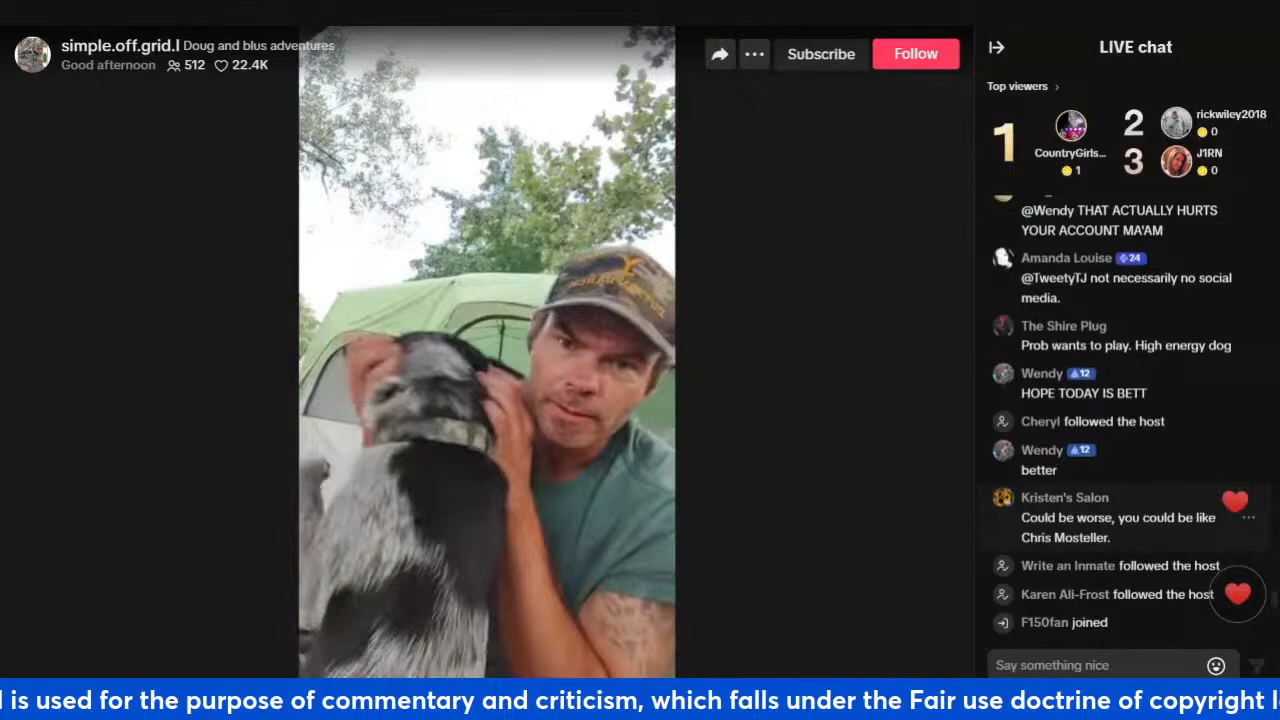 simple.off.grid.l Doug and blus adventures
Good afternoon 512 22.4K
Subscribe
Follow
LIVE chat
Top viewers
1
CountryGirls...
1
2
rickwiley2018
0
3
J1RN
0
@Wendy THAT ACTUALLY HURTS
YOUR ACCOUNT MA'AM
Amanda Louise 24
@TweetyTJ not necessarily no social
media.
The Shire Plug
Prob wants to play. High energy dog
Wendy 12
HOPE TODAY IS BETT
Cheryl followed the host
Wendy 12
better
Kristen's Salon
Could be worse, you could be like
Chris Mosteller.
Write an Inmate followed the host
Karen Ali-Frost followed the host
F150fan joined
Say something nice
is used for the purpose of commentary and criticism, which falls under the Fair use doctrine of copyright